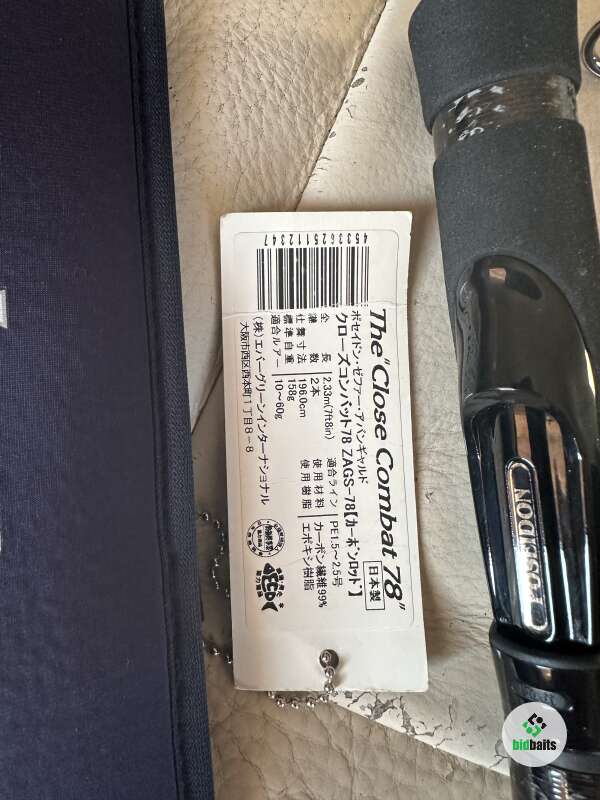 The "Close Combat 78"
ポセイドン・ゼファー・アバンギャルド
クローズコンバット78 ZAGS-78【カーボンロッド】
日本製
全長 2.33m(7ft8in) 適合ライン PE1.5〜2.5号
継数 2本 使用材料 カーボン繊維99%
仕舞寸法 196.0cm 使用樹脂 エポキシ樹脂
標準自重 158g
適合ルアー 10〜60g
(株)エバーグリーンインターナショナル
大阪市西区西本町1丁目8-8
ECO
POSEIDON
bidbaits